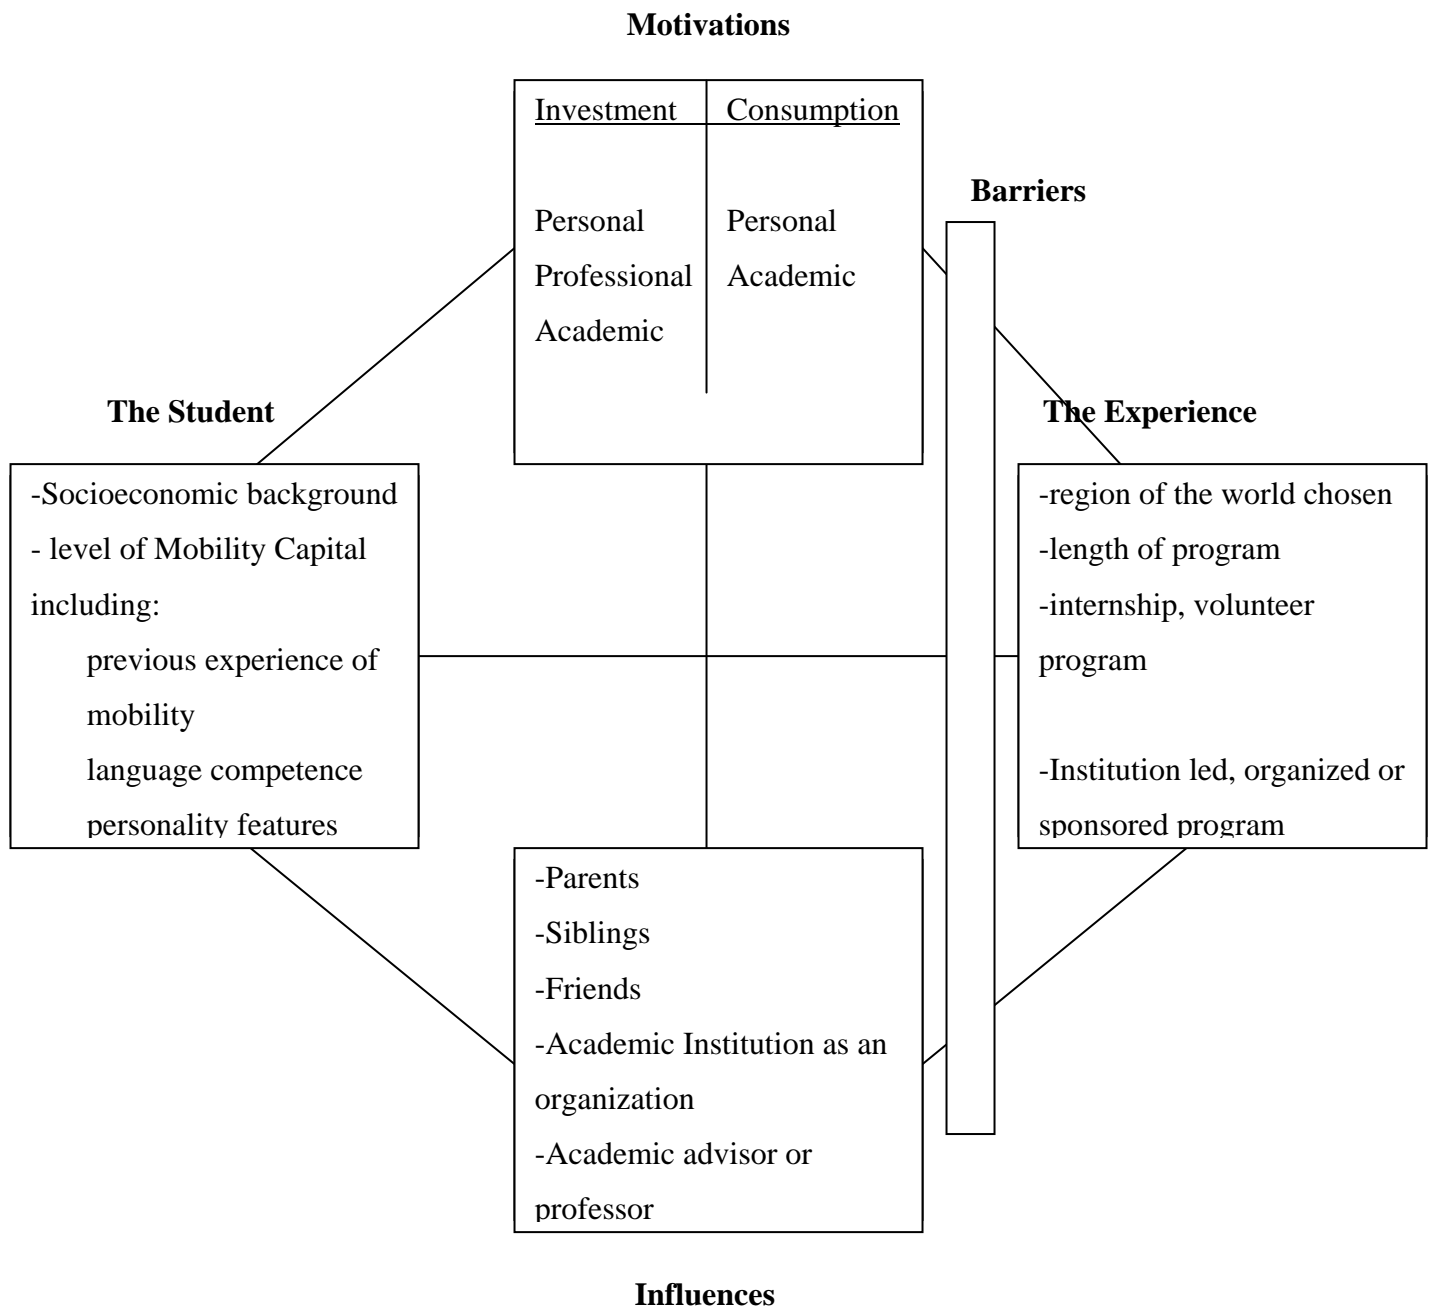 Motivations
Investment Consumption
Personal Personal
Professional Academic
Academic
Barriers
The Student
-Socioeconomic background
- level of Mobility Capital
including:
previous experience of
mobility
language competence
personality features
The Experience
-region of the world chosen
-length of program
-internship, volunteer
program
-Institution led, organized or
sponsored program
-Parents
-Siblings
-Friends
-Academic Institution as an
organization
-Academic advisor or
professor
Influences